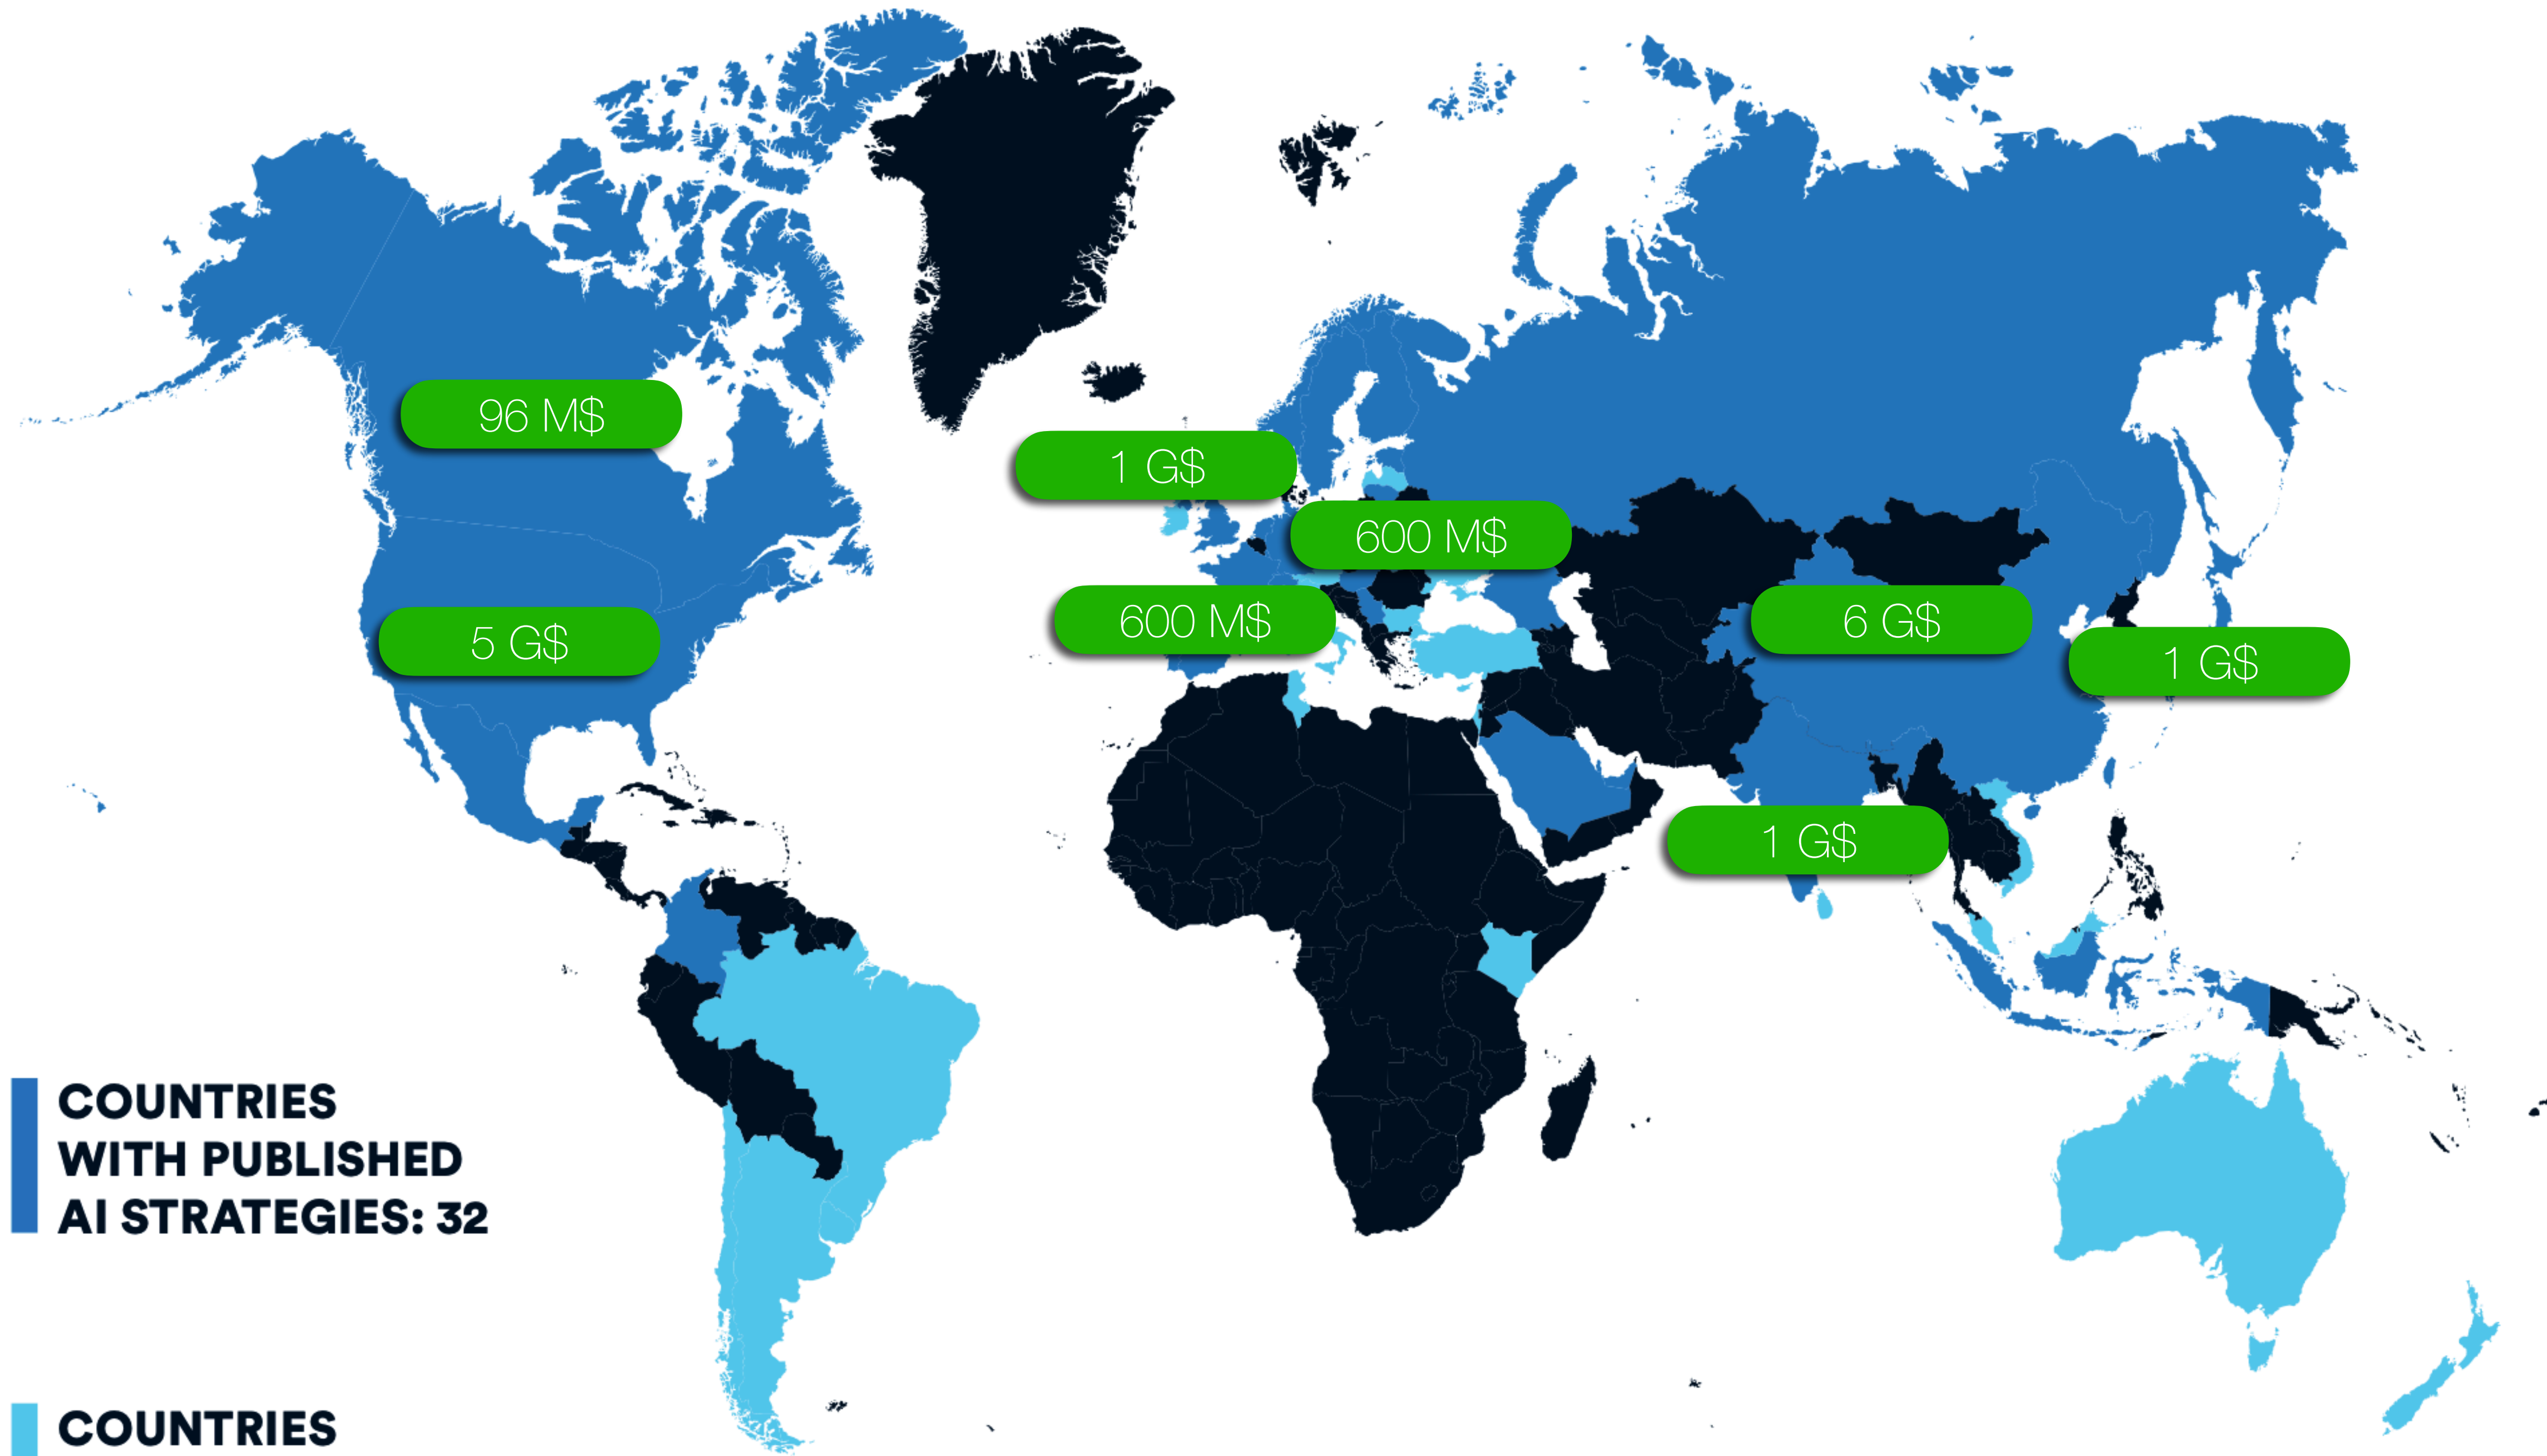 96 M$
1 G$
600 M$
600 M$
5 G$
6 G$
1 G$
1 G$
COUNTRIES
WITH PUBLISHED
AI STRATEGIES: 32
COUNTRIES